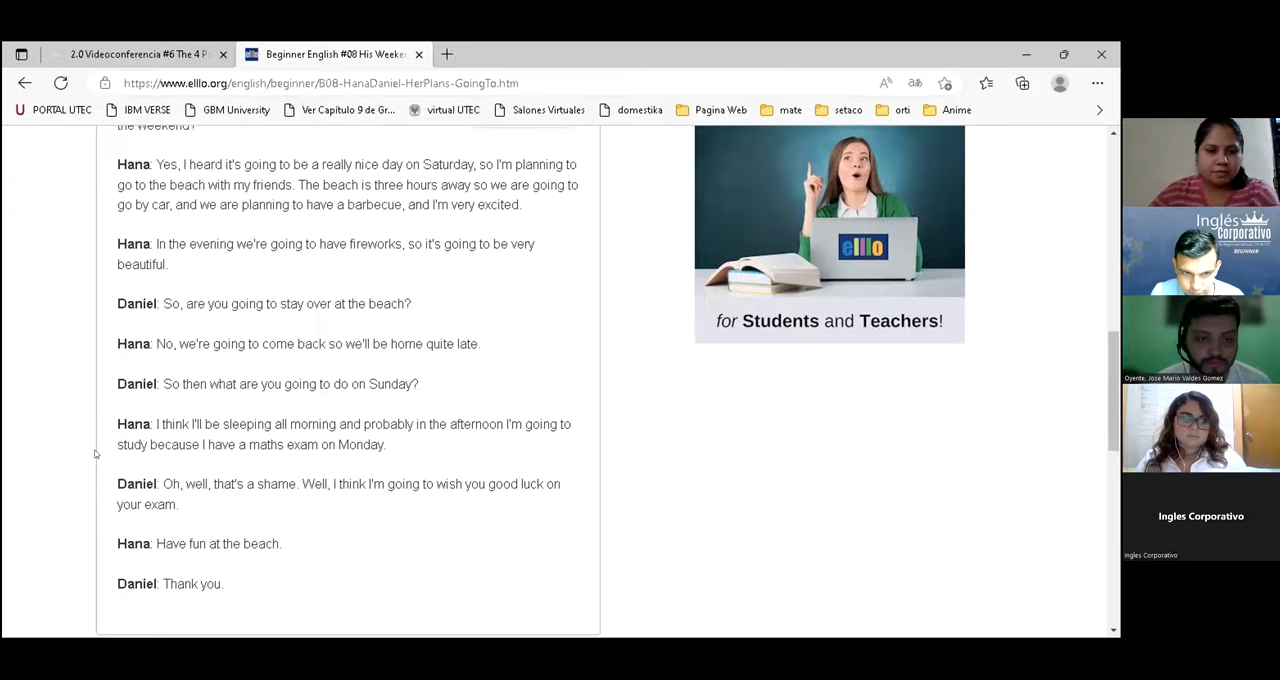 2.0 Videoconferencia #6 The 4 P
Beginner English #08 His Weeke
https://www.elllo.org/english/beginner/B08-HanaDaniel-HerPlans-GoingTo.htm
PORTAL UTEC
IBM VERSE
GBM University
Ver Capítulo 9 de Gr...
virtual UTEC
Salones Virtuales
domestika
Pagina Web
mate
setaco
orti
Anime
the weekend?
Hana: Yes, I heard it's going to be a really nice day on Saturday, so I'm planning to
go to the beach with my friends. The beach is three hours away so we are going to
go by car, and we are planning to have a barbecue, and I'm very excited.
Hana: In the evening we're going to have fireworks, so it's going to be very
beautiful.
Daniel: So, are you going to stay over at the beach?
Hana: No, we're going to come back so we'll be home quite late.
Daniel: So then what are you going to do on Sunday?
Hana: I think I'll be sleeping all morning and probably in the afternoon I'm going to
study because I have a maths exam on Monday.
Daniel: Oh, well, that's a shame. Well, I think I'm going to wish you good luck on
your exam.
Hana: Have fun at the beach.
Daniel: Thank you.
elllo
for Students and Teachers!
Inglés
Corporativo
BEGINNER
Oyente, Jose Mario Valdes Gomez
Ingles Corporativo
Ingles Corporativo